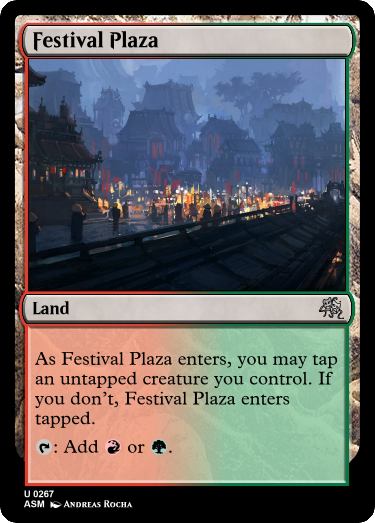 Festival Plaza
Land
As Festival Plaza enters, you may tap
an untapped creature you control. If
you don't, Festival Plaza enters
tapped.
: Add or .
U 0267
ASM Andreas Rocha